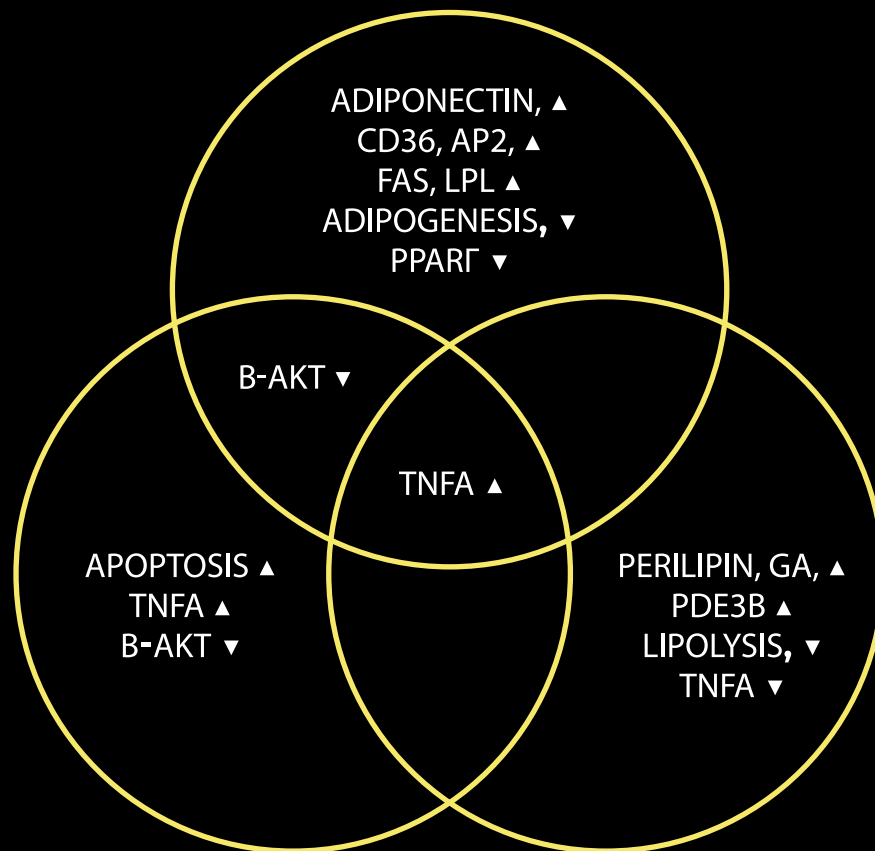 ADIPONECTIN, ▲
CD36, AP2, ▲
FAS, LPL ▲
ADIPOGENESIS, ▼
PPARΓ ▼
B-AKT ▼
TNFA ▲
APOPTOSIS ▲
TNFA ▲
B-AKT ▼
PERILIPIN, GA, ▲
PDE3B ▲
LIPOLYSIS, ▼
TNFA ▼